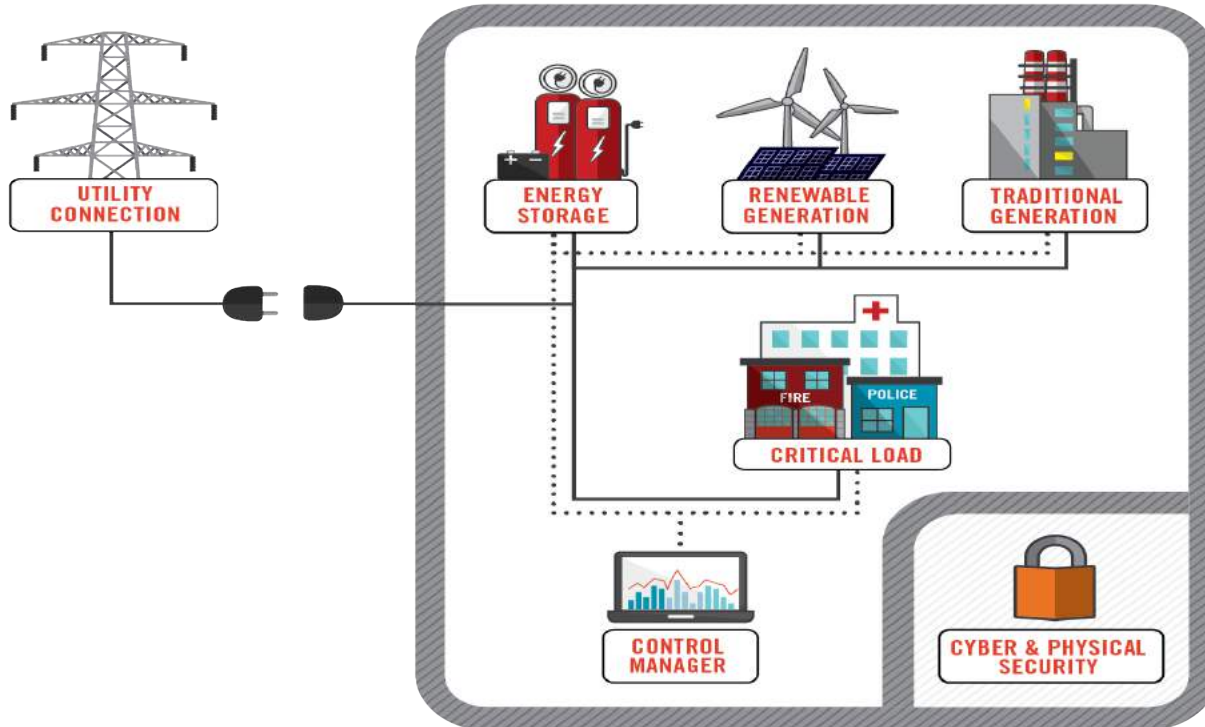 UTILITY
CONNECTION
ENERGY
STORAGE
RENEWABLE
GENERATION
TRADITIONAL
GENERATION
FIRE
POLICE
CRITICAL LOAD
CONTROL
MANAGER
CYBER & PHYSICAL
SECURITY